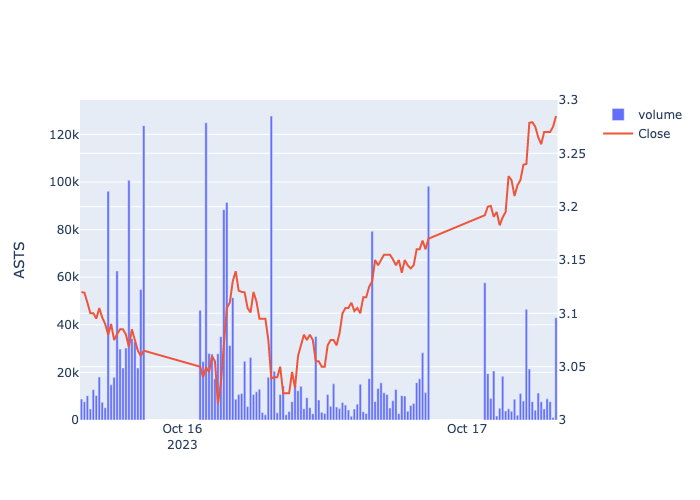 ASTS
120k
100k
80k
60k
40k
20k
0
3.3
3.25
3.2
3.15
3.1
3.05
3
Oct 16
2023
Oct 17
volume
Close